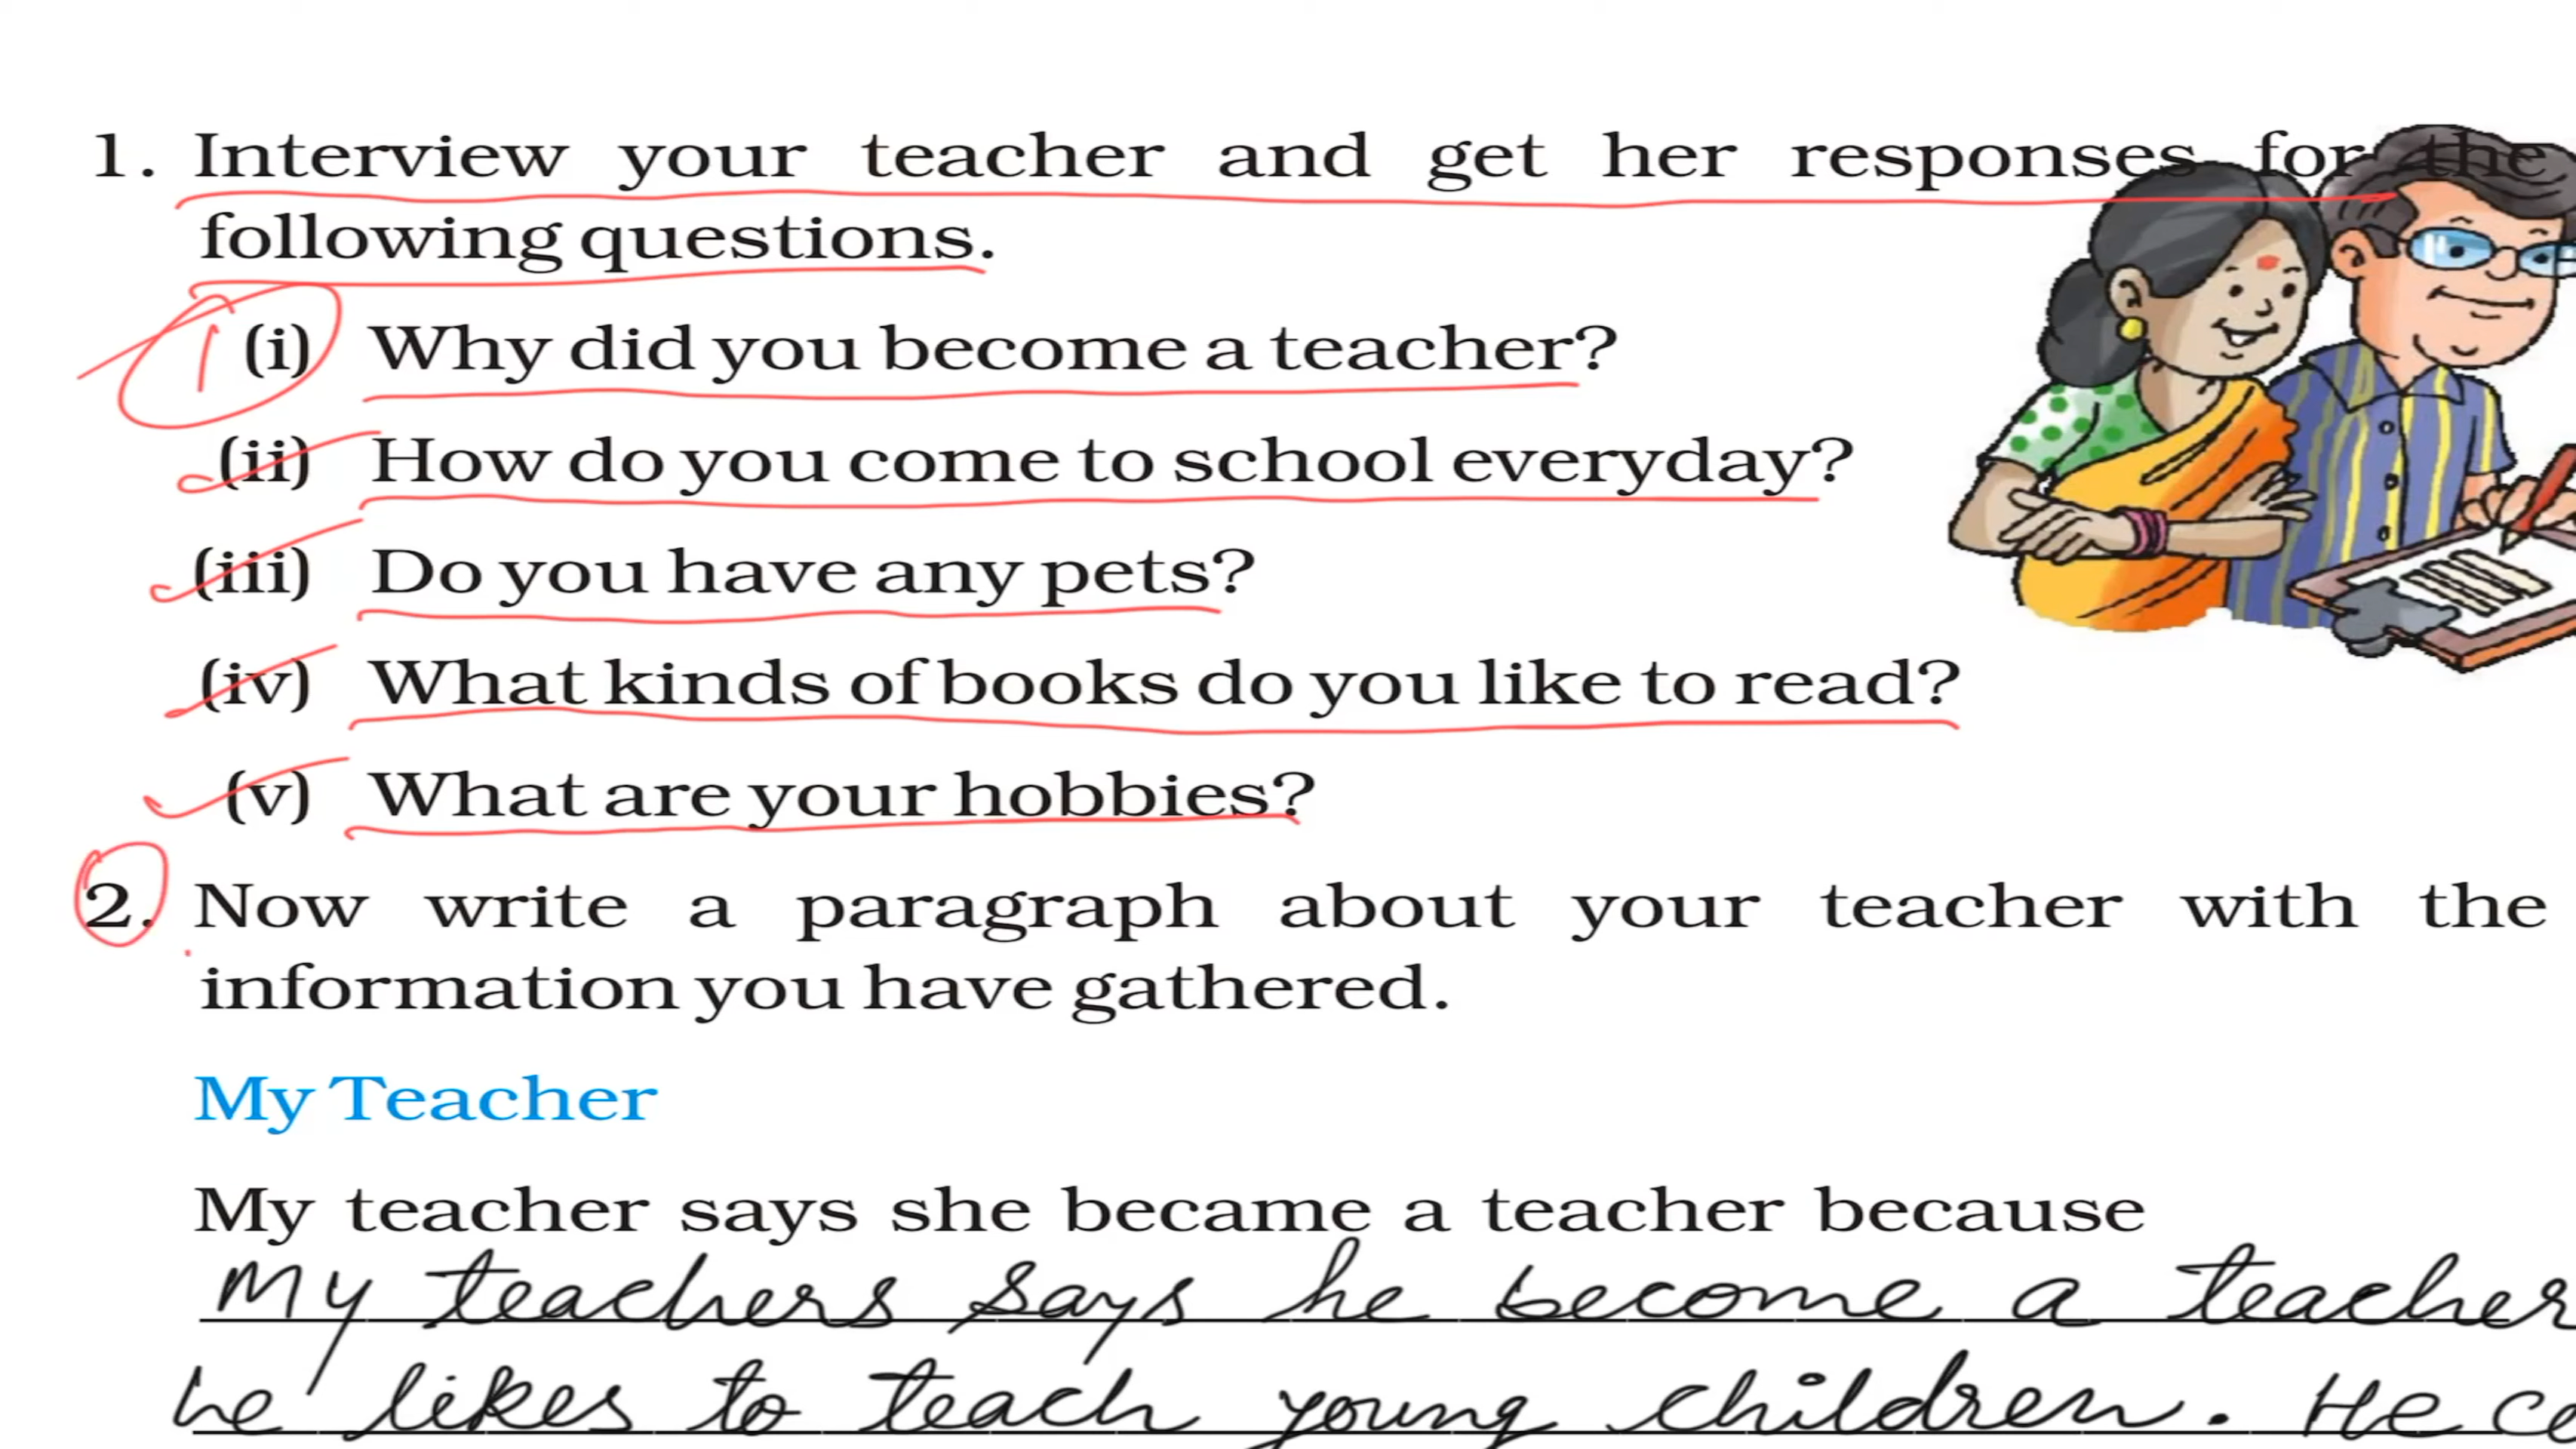 1. Interview your teacher and get her responses for the
following questions.
(i) Why did you become a teacher?
(ii) How do you come to school everyday?
(iii) Do you have any pets?
(iv) What kinds of books do you like to read?
(v) What are your hobbies?
2. Now write a paragraph about your teacher with the
information you have gathered.
My Teacher
My teacher says she became a teacher because
My teachers says he become a teacher
he likes to teach young children. He